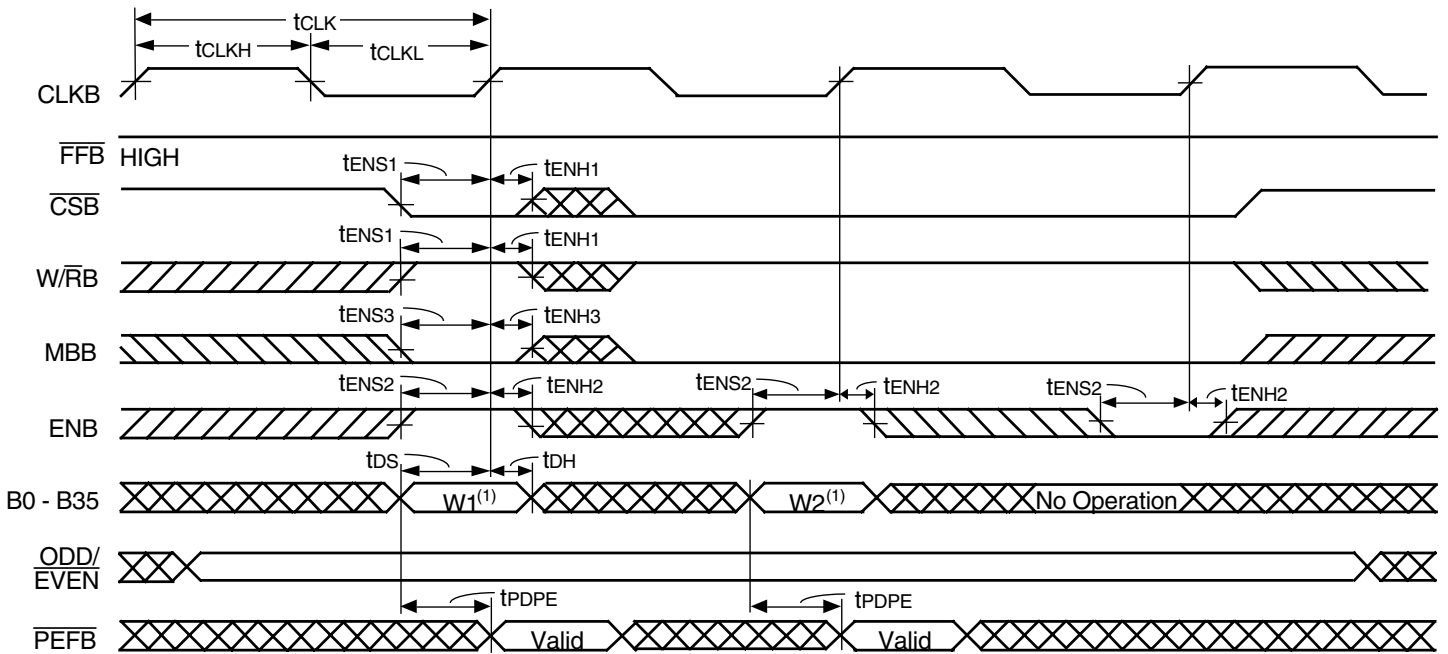 tCLK
tCLKH tCLKL
CLKB
FFB HIGH
tENS1 tENH1
CSB
tENS1 tENH1
W/RB
tENS3 tENH3
MBB
tENS2 tENH2 tENS2 tENH2 tENS2 tENH2
ENB
tDS tDH
B0 - B35 W1(1) W2(1) No Operation
ODD/
EVEN
tPDPE tPDPE
PEFB Valid Valid